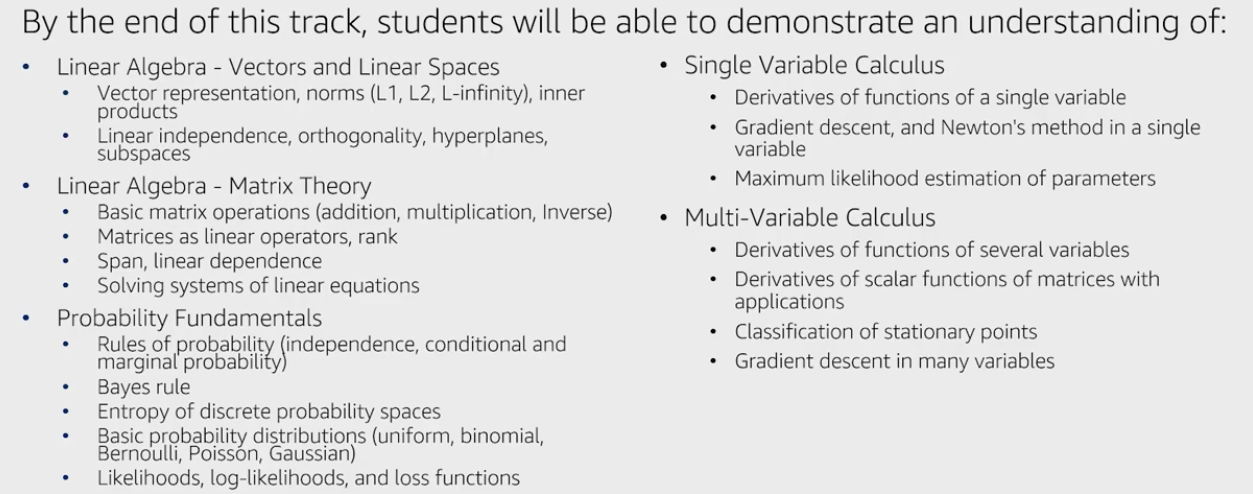 By the end of this track, students will be able to demonstrate an understanding of:
• Linear Algebra - Vectors and Linear Spaces
• Vector representation, norms (L1, L2, L-infinity), inner
products
• Linear independence, orthogonality, hyperplanes,
subspaces
• Linear Algebra - Matrix Theory
• Basic matrix operations (addition, multiplication, Inverse)
• Matrices as linear operators, rank
• Span, linear dependence
• Solving systems of linear equations
• Probability Fundamentals
• Rules of probability (independence, conditional and
marginal probability)
• Bayes rule
• Entropy of discrete probability spaces
• Basic probability distributions (uniform, binomial,
Bernoulli, Poisson, Gaussian)
• Likelihoods, log-likelihoods, and loss functions
• Single Variable Calculus
• Derivatives of functions of a single variable
• Gradient descent, and Newton's method in a single
variable
• Maximum likelihood estimation of parameters
• Multi-Variable Calculus
• Derivatives of functions of several variables
• Derivatives of scalar functions of matrices with
applications
• Classification of stationary points
• Gradient descent in many variables